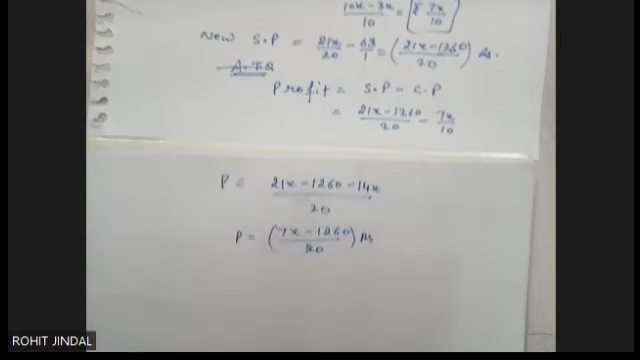 10x - 3x / 10 = [₹ 7x / 10]
New S.P = 21x / 20 - 63 / 1 = (21x - 1260 / 20) Rs.
A.T.Q
Profit = S.P - C.P
= 21x - 1260 / 20 - 7x / 10
P = 21x - 1260 - 14x / 20
P = (7x - 1260 / 20) Rs
ROHIT JINDAL